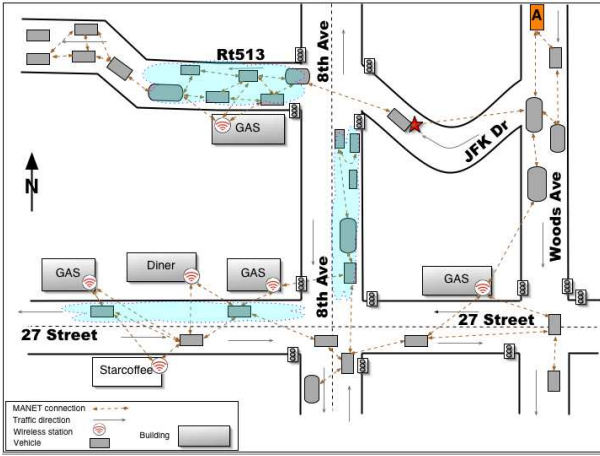 A
Rt513
8th Ave
GAS
JFK Dr
N
Woods Ave
GAS
Diner
GAS
8th Ave
GAS
27 Street
27 Street
Starcoffee
MANET connection
Traffic direction
Wireless station
Vehicle
Building